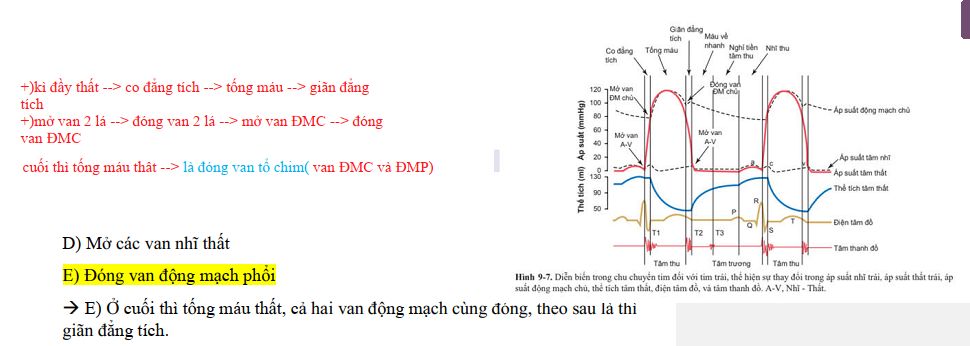 +)kì đầy thất --> co đẳng tích --> tống máu --> giãn đẳng
tích
+)mở van 2 lá --> đóng van 2 lá --> mở van ĐMC --> đóng
van ĐMC
cuối thì tống máu thât --> là đóng van tổ chim( van ĐMC và ĐMP)
D) Mở các van nhĩ thất
E) Đóng van động mạch phổi
→ E) Ở cuối thì tống máu thất, cả hai van động mạch cùng đóng, theo sau là thì
giãn đẳng tích.
Co đẳng
tích
Tống máu
Giãn đẳng
tích
Máu về
nhanh
Nghỉ tiền
tâm thu
Nhĩ thu
Áp suất (mmHg)
120
100
80
60
40
20
0
Mở van
ĐM chủ
Đóng van
ĐM chủ
Mở van
A-V
Mở van
A-V
a
c
v
Áp suất động mạch chủ
Áp suất tâm nhĩ
Áp suất tâm thất
Thể tích (ml)
130
90
50
Thể tích tâm thất
P
Q
R
S
T
Điện tâm đồ
T1
T2
T3
Tâm thanh đồ
Tâm thu
Tâm trương
Tâm thu
Hình 9-7. Diễn biến trong chu chuyển tim đối với tim trái, thể hiện sự thay đổi trong áp suất nhĩ trái, áp suất thất trái, áp
suất động mạch chủ, thể tích tâm thất, điện tâm đồ, và tâm thanh đồ. A-V, Nhĩ - Thất.